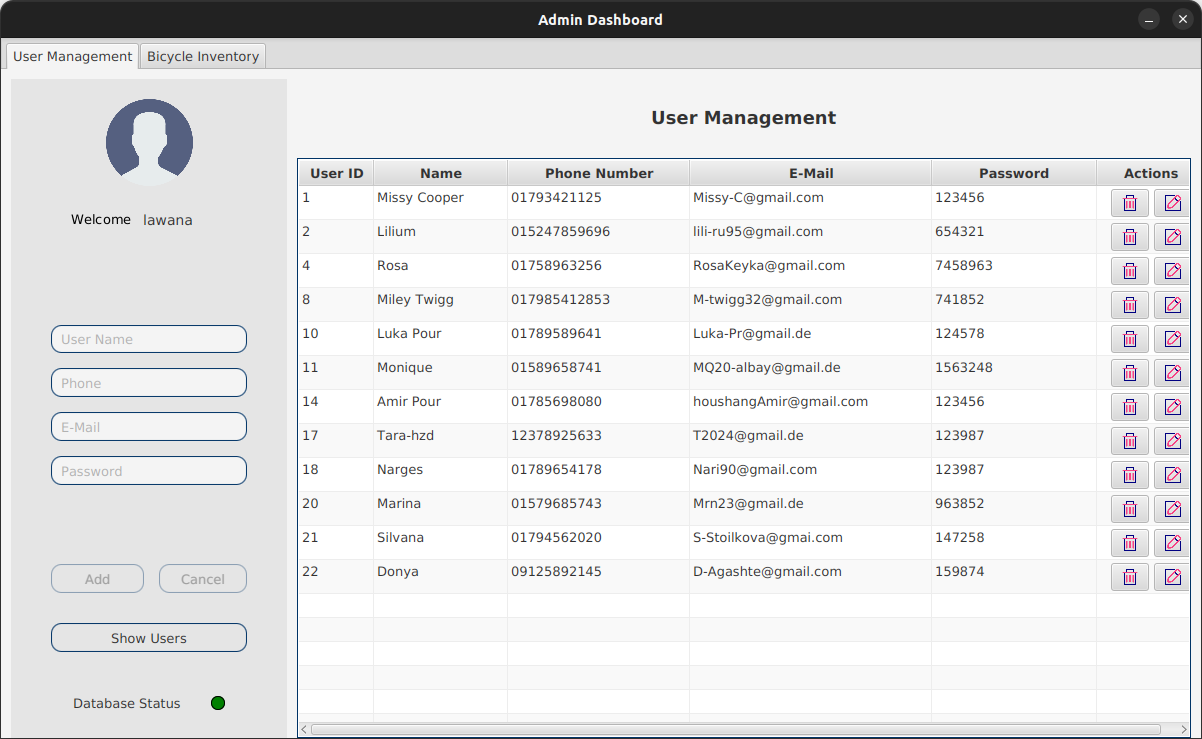 Admin Dashboard
User Management Bicycle Inventory
Welcome lawana
User Name
Phone
E-Mail
Password
Add Cancel
Show Users
Database Status
User Management
User ID Name Phone Number E-Mail Password Actions
1 Missy Cooper 01793421125 Missy-C@gmail.com 123456
2 Lilium 015247859696 lili-ru95@gmail.com 654321
4 Rosa 01758963256 RosaKeyka@gmail.com 7458963
8 Miley Twigg 017985412853 M-twigg32@gmail.com 741852
10 Luka Pour 01789589641 Luka-Pr@gmail.de 124578
11 Monique 01589658741 MQ20-albay@gmail.de 1563248
14 Amir Pour 01785698080 houshangAmir@gmail.com 123456
17 Tara-hzd 12378925633 T2024@gmail.de 123987
18 Narges 01789654178 Nari90@gmail.com 123987
20 Marina 01579685743 Mrn23@gmail.de 963852
21 Silvana 01794562020 S-Stoilkova@gmai.com 147258
22 Donya 09125892145 D-Agashte@gmail.com 159874